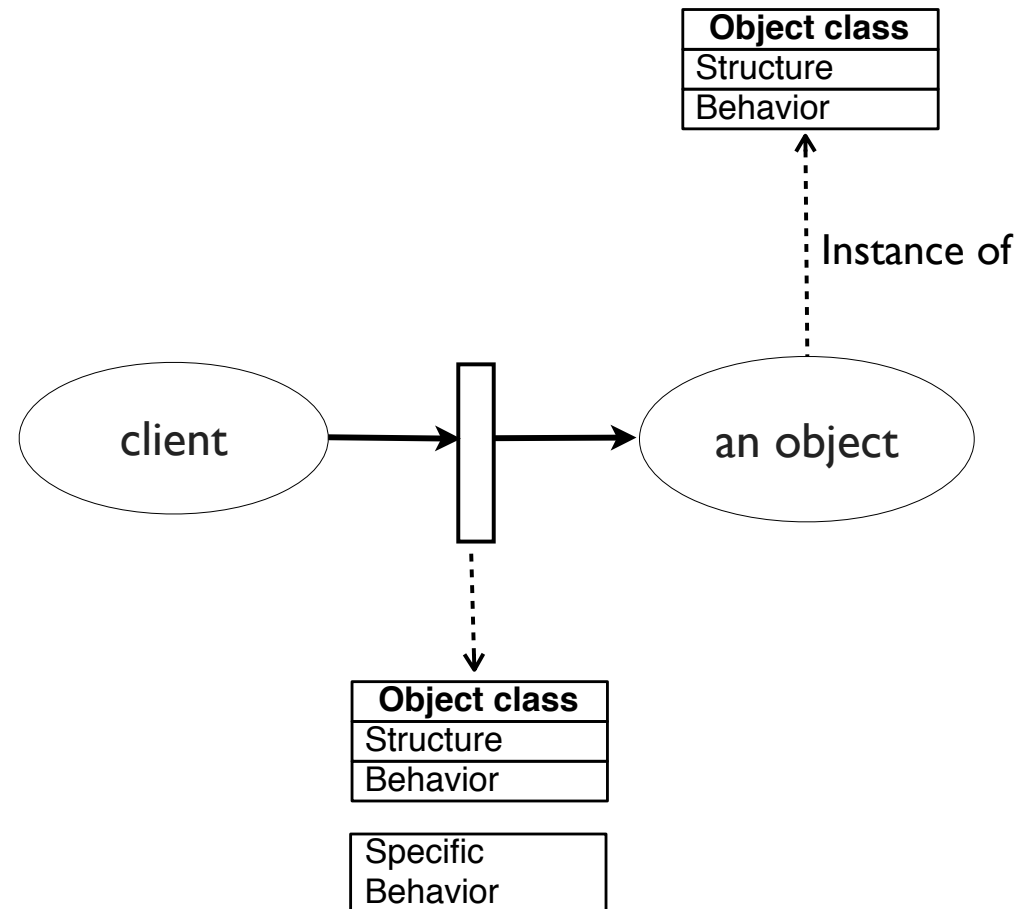 Object class
Structure
Behavior
Instance of
client
an object
Object class
Structure
Behavior
Specific
Behavior